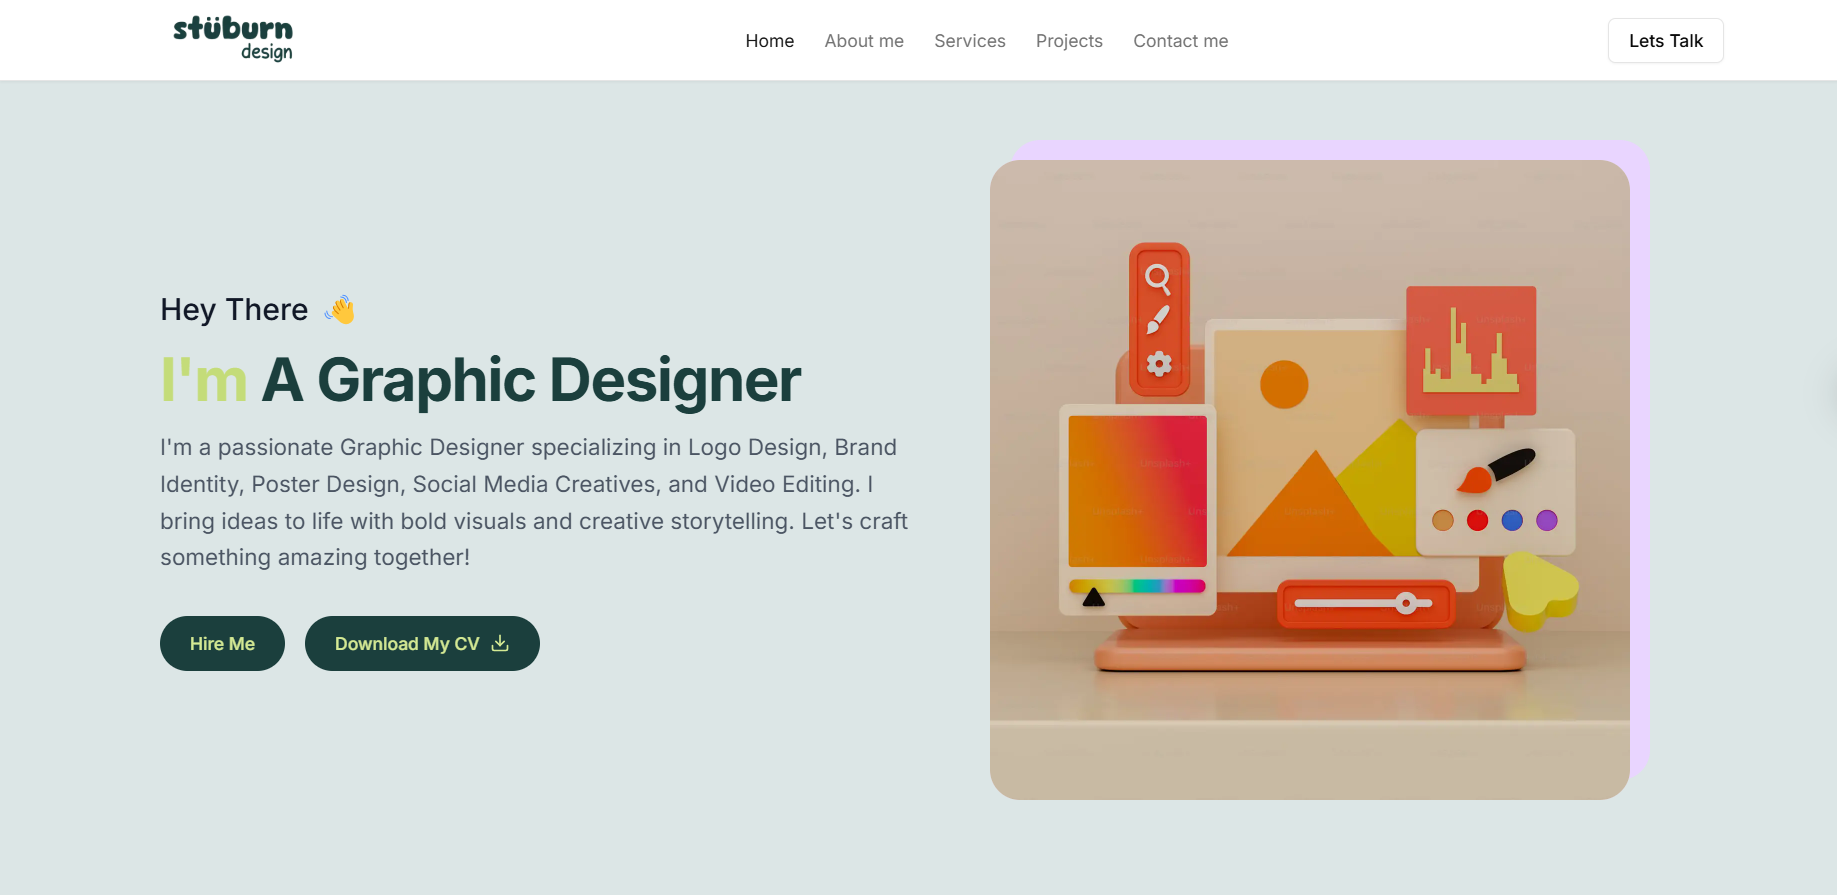 stüburn
design
Home About me Services Projects Contact me
Lets Talk
Hey There 👋
I'm A Graphic Designer
I'm a passionate Graphic Designer specializing in Logo Design, Brand
Identity, Poster Design, Social Media Creatives, and Video Editing. I
bring ideas to life with bold visuals and creative storytelling. Let's craft
something amazing together!
Hire Me
Download My CV